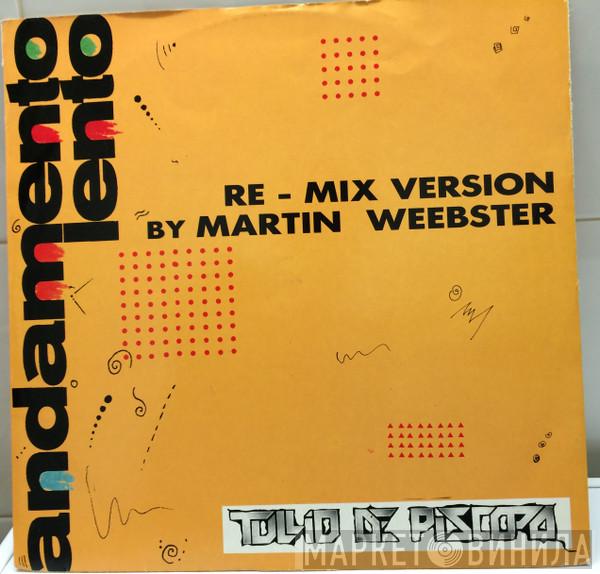 andamento
lento
RE - MIX VERSION
BY MARTIN WEEBSTER
TULLIO DE PISCOPO
МАРКЕТ ВИНИЛА